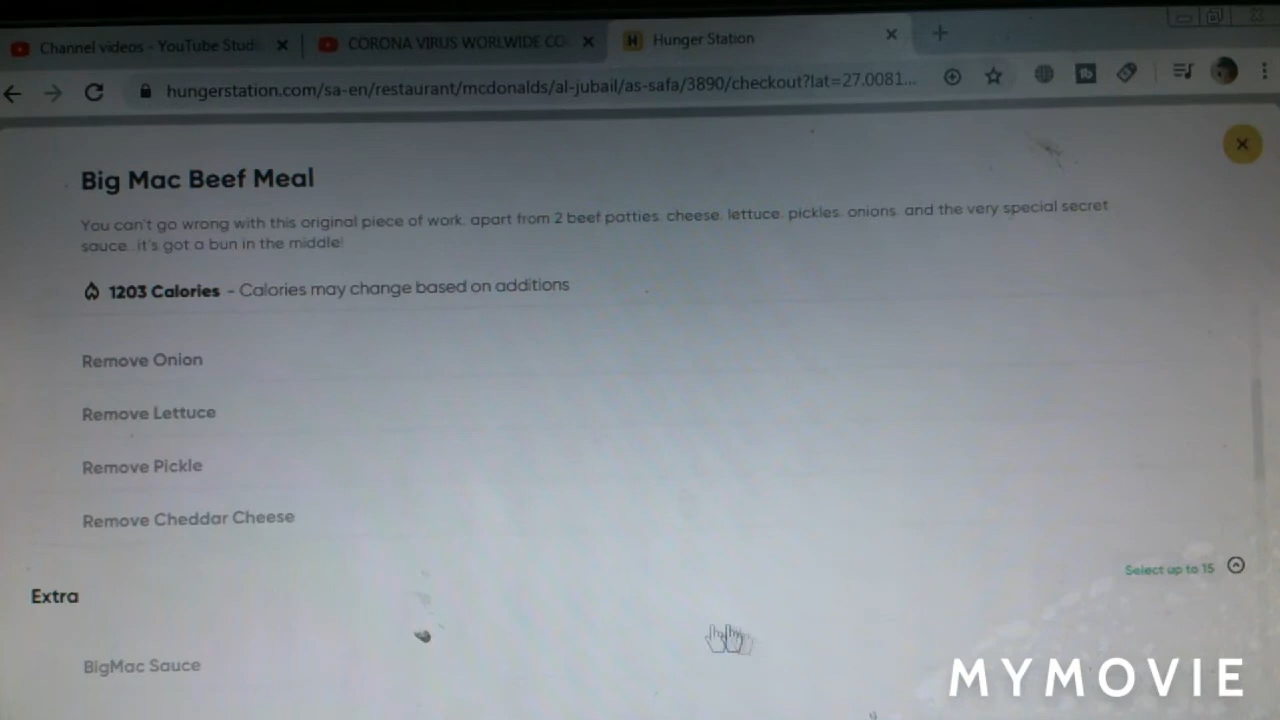 Channel videos - YouTube Stud
CORONA VIRUS WORLWIDE CO
Hunger Station
hungerstation.com/sa-en/restaurant/mcdonalds/al-jubail/as-safa/3890/checkout?lat=27.0081...
Big Mac Beef Meal
You can't go wrong with this original piece of work. apart from 2 beef patties. cheese. lettuce. pickles. onions. and the very special secret
sauce..it's got a bun in the middle!
1203 Calories - Calories may change based on additions
Remove Onion
Remove Lettuce
Remove Pickle
Remove Cheddar Cheese
Select up to 15
Extra
BigMac Sauce
MYMOVIE